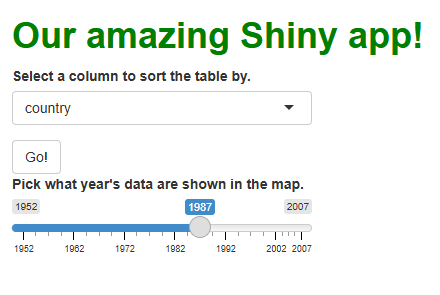 Our amazing Shiny app!
Select a column to sort the table by.
country
Go!
Pick what year's data are shown in the map.
1952 1987 2007
1952 1962 1972 1982 1992 2002 2007